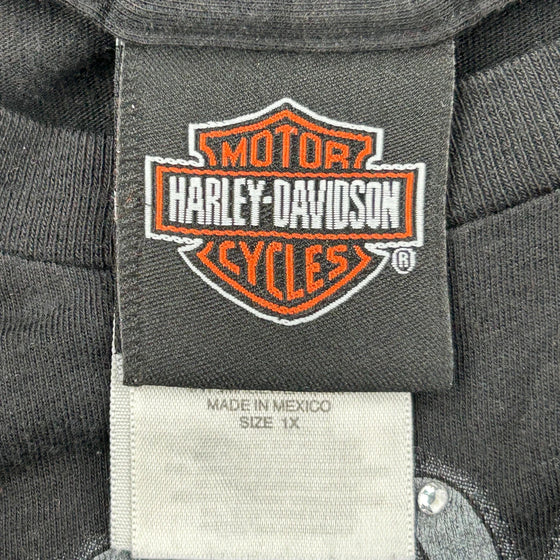 MOTOR
HARLEY-DAVIDSON
CYCLES
®
MADE IN MEXICO
SIZE 1X